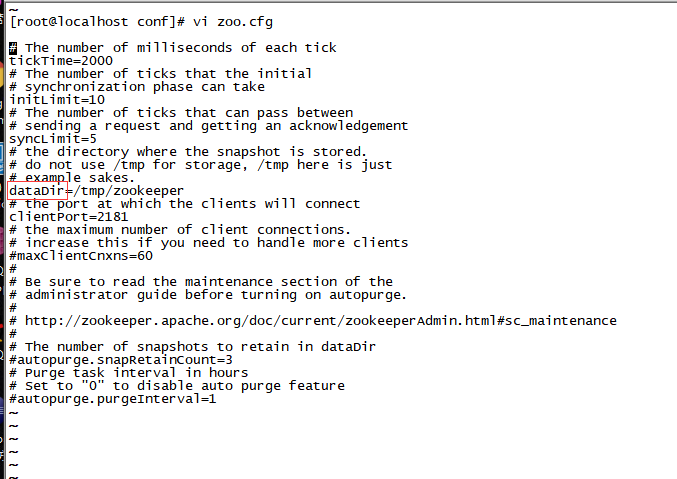 ~
[root@localhost conf]# vi zoo.cfg
# The number of milliseconds of each tick
tickTime=2000
# The number of ticks that the initial
# synchronization phase can take
initLimit=10
# The number of ticks that can pass between
# sending a request and getting an acknowledgement
syncLimit=5
# the directory where the snapshot is stored.
# do not use /tmp for storage, /tmp here is just
# example sakes.
dataDir=/tmp/zookeeper
# the port at which the clients will connect
clientPort=2181
# the maximum number of client connections.
# increase this if you need to handle more clients
#maxClientCnxns=60
#
# Be sure to read the maintenance section of the
# administrator guide before turning on autopurge.
#
# http://zookeeper.apache.org/doc/current/zookeeperAdmin.html#sc_maintenance
#
# The number of snapshots to retain in dataDir
#autopurge.snapRetainCount=3
# Purge task interval in hours
# Set to "0" to disable auto purge feature
#autopurge.purgeInterval=1
~
~
~
~
~
~